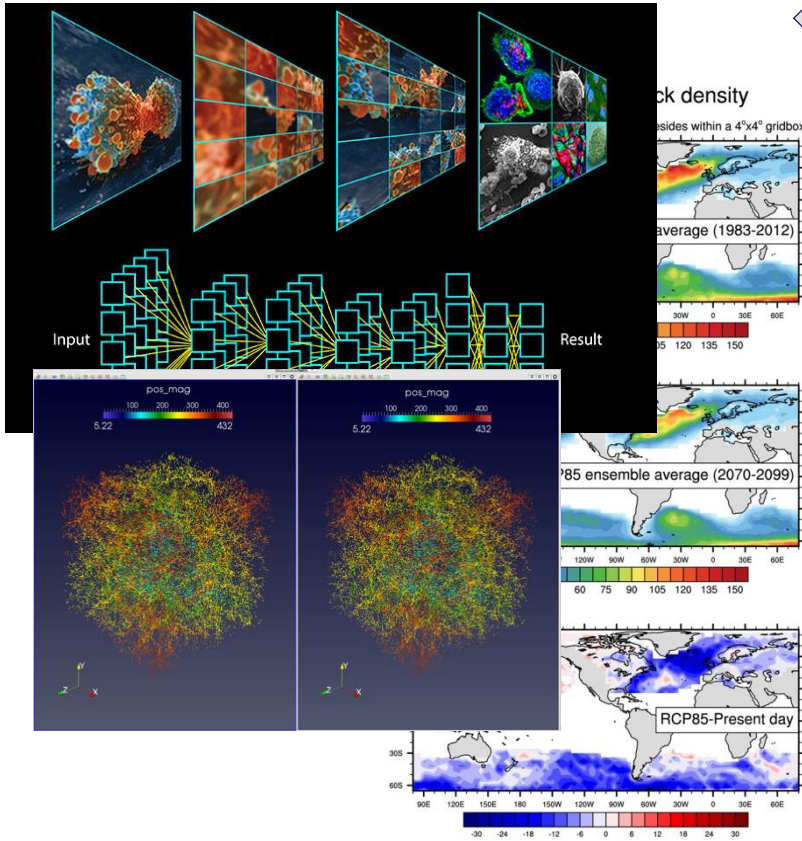 Input
Result
pos_mag
100 200 300 400
5.22 432
pos_mag
100 200 300 400
5.22 432
Y
Z X
Y
Z X
density
resides within a 4°x4° gridbox
average (1983-2012)
30W 0 30E 60E
105 120 135 150
ensemble average (2070-2099)
120W 90W 60W 30W 0 30E 60E
60 75 90 105 120 135 150
RCP85-Present day
30S
60S
90E 120E 150E 180 150W 120W 90W 60W 30W 0 30E 60E
-30 -24 -18 -12 -6 0 6 12 18 24 30